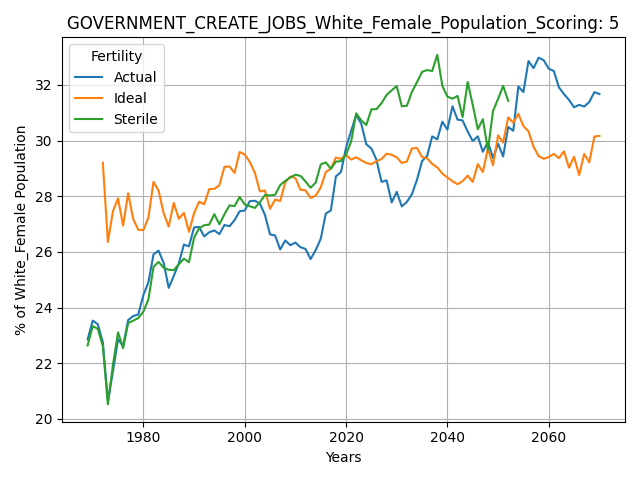 GOVERNMENT_CREATE_JOBS_White_Female_Population_Scoring: 5
Fertility
Actual
Ideal
Sterile
% of White_Female Population
32
30
28
26
24
22
20
1980
2000
2020
2040
2060
Years